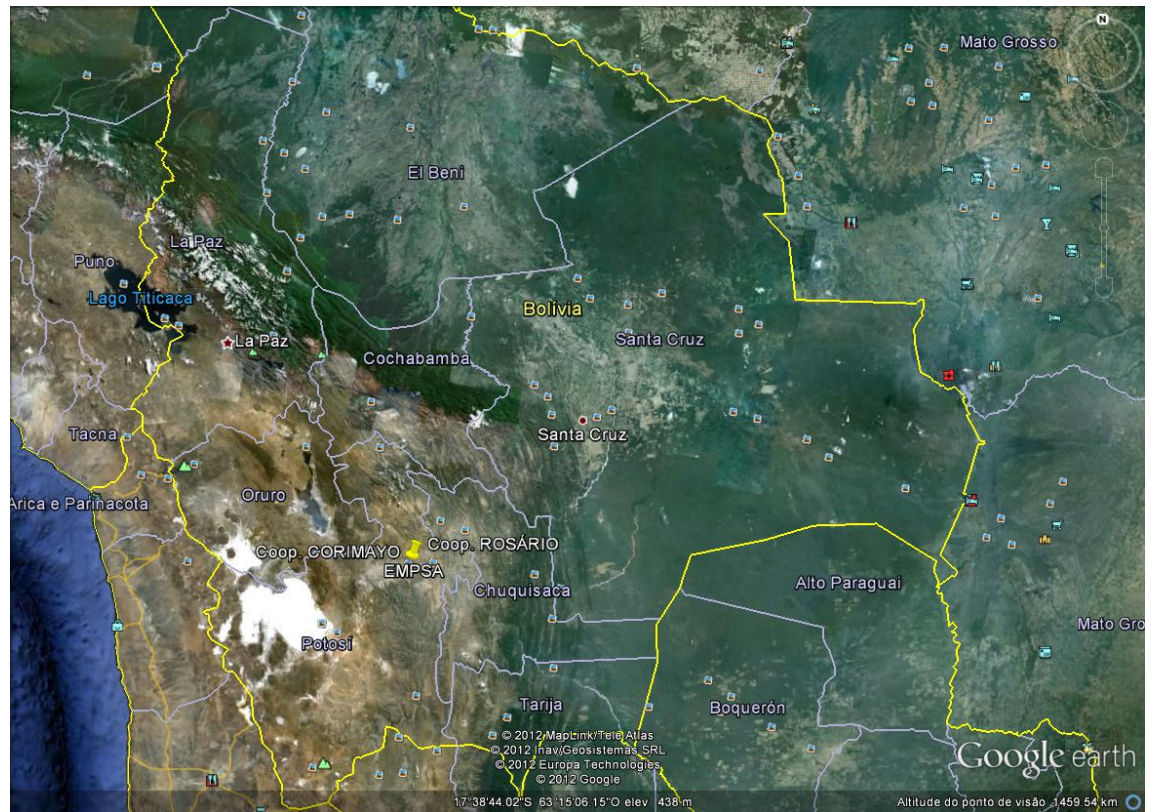 N
Mato Grosso
El Beni
La Paz
Puno
Lago Titicaca
Bolívia
La Paz
Santa Cruz
Cochabamba
Tacna
Santa Cruz
Oruro
Arica e Parinacota
Coop. CORIMAYO
Coop. ROSÁRIO
EMPSA
Chuquisaca
Alto Paraguai
Potosí
Mato Gro
Tarija
Boquerón
© 2012 MapLink/Tele Atlas
© 2012 Inav/Geosistemas SRL
© 2012 Europa Technologies
© 2012 Google
Google earth
17°38'44.02"S 63°15'06.15"O elev 438 m
Altitude do ponto de visão 1459.54 km